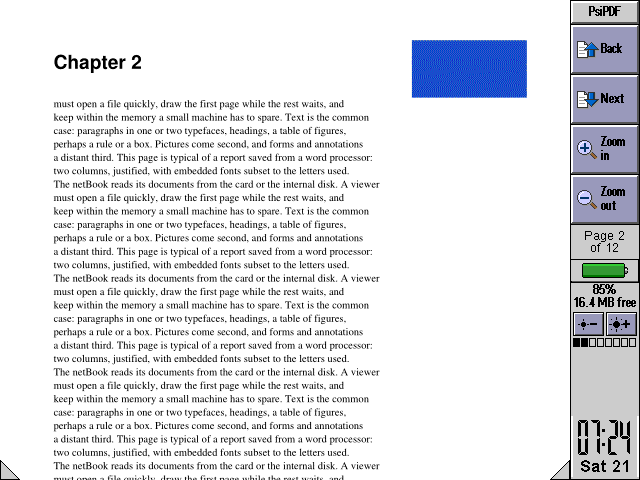 Chapter 2
must open a file quickly, draw the first page while the rest waits, and
keep within the memory a small machine has to spare. Text is the common
case: paragraphs in one or two typefaces, headings, a table of figures,
perhaps a rule or a box. Pictures come second, and forms and annotations
a distant third. This page is typical of a report saved from a word processor:
two columns, justified, with embedded fonts subset to the letters used.
The netBook reads its documents from the card or the internal disk. A viewer
must open a file quickly, draw the first page while the rest waits, and
keep within the memory a small machine has to spare. Text is the common
case: paragraphs in one or two typefaces, headings, a table of figures,
perhaps a rule or a box. Pictures come second, and forms and annotations
a distant third. This page is typical of a report saved from a word processor:
two columns, justified, with embedded fonts subset to the letters used.
The netBook reads its documents from the card or the internal disk. A viewer
must open a file quickly, draw the first page while the rest waits, and
keep within the memory a small machine has to spare. Text is the common
case: paragraphs in one or two typefaces, headings, a table of figures,
perhaps a rule or a box. Pictures come second, and forms and annotations
a distant third. This page is typical of a report saved from a word processor:
two columns, justified, with embedded fonts subset to the letters used.
The netBook reads its documents from the card or the internal disk. A viewer
must open a file quickly, draw the first page while the rest waits, and
keep within the memory a small machine has to spare. Text is the common
case: paragraphs in one or two typefaces, headings, a table of figures,
perhaps a rule or a box. Pictures come second, and forms and annotations
a distant third. This page is typical of a report saved from a word processor:
two columns, justified, with embedded fonts subset to the letters used.
The netBook reads its documents from the card or the internal disk. A viewer
must open a file quickly, draw the first page while the rest waits, and
PsiPDF
Back
Next
Zoom
in
Zoom
out
Page 2
of 12
85%
16.4 MB free
07:24
Sat 21